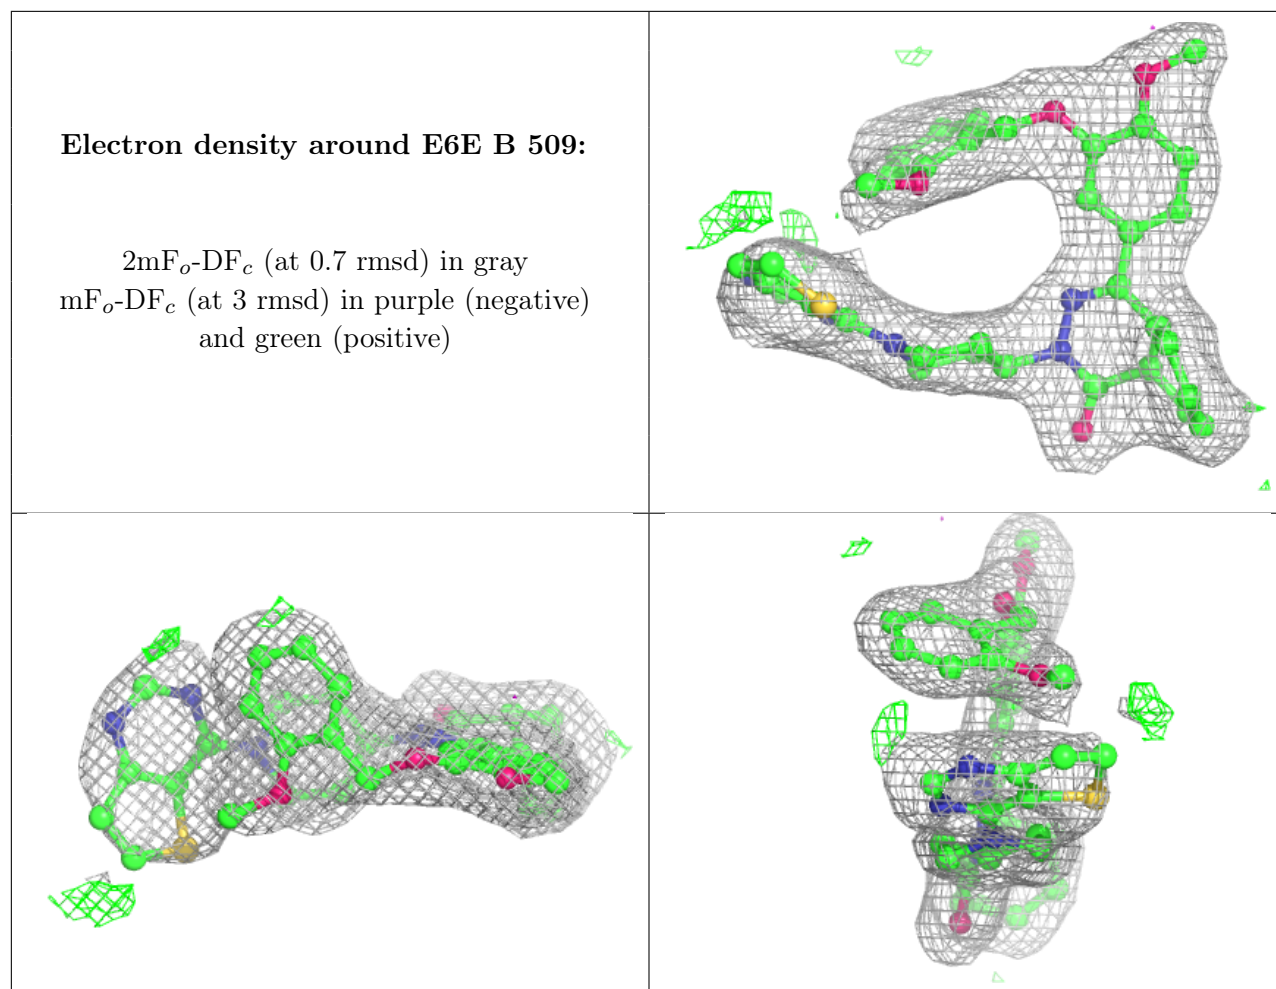 Electron density around E6E B 509:
2mFo-DFc (at 0.7 rmsd) in gray
mFo-DFc (at 3 rmsd) in purple (negative)
and green (positive)